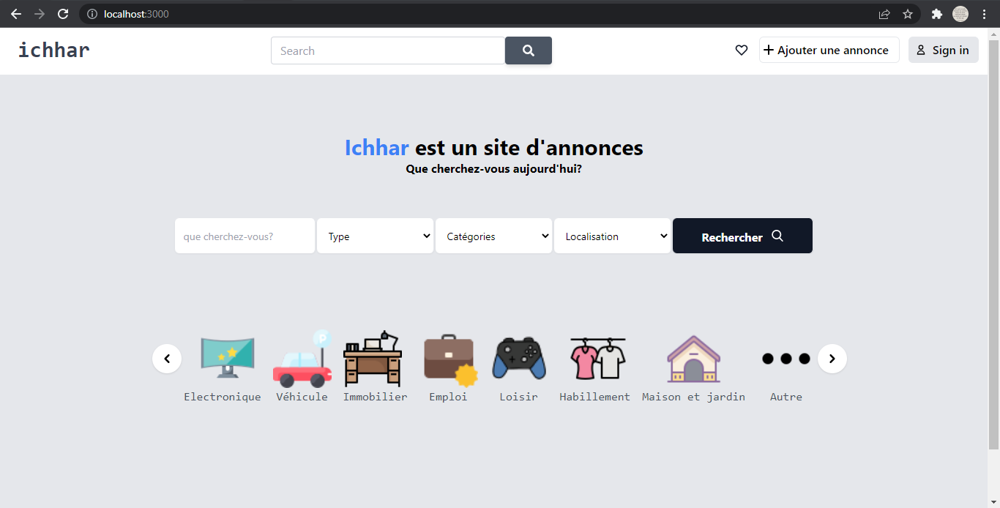 localhost:3000
ichhar
Search
Ajouter une annonce
Sign in
Ichhar est un site d'annonces
Que cherchez-vous aujourd'hui?
que cherchez-vous?
Type
Catégories
Localisation
Rechercher
P
Electronique
Véhicule
Immobilier
Emploi
Loisir
Habillement
Maison et jardin
Autre